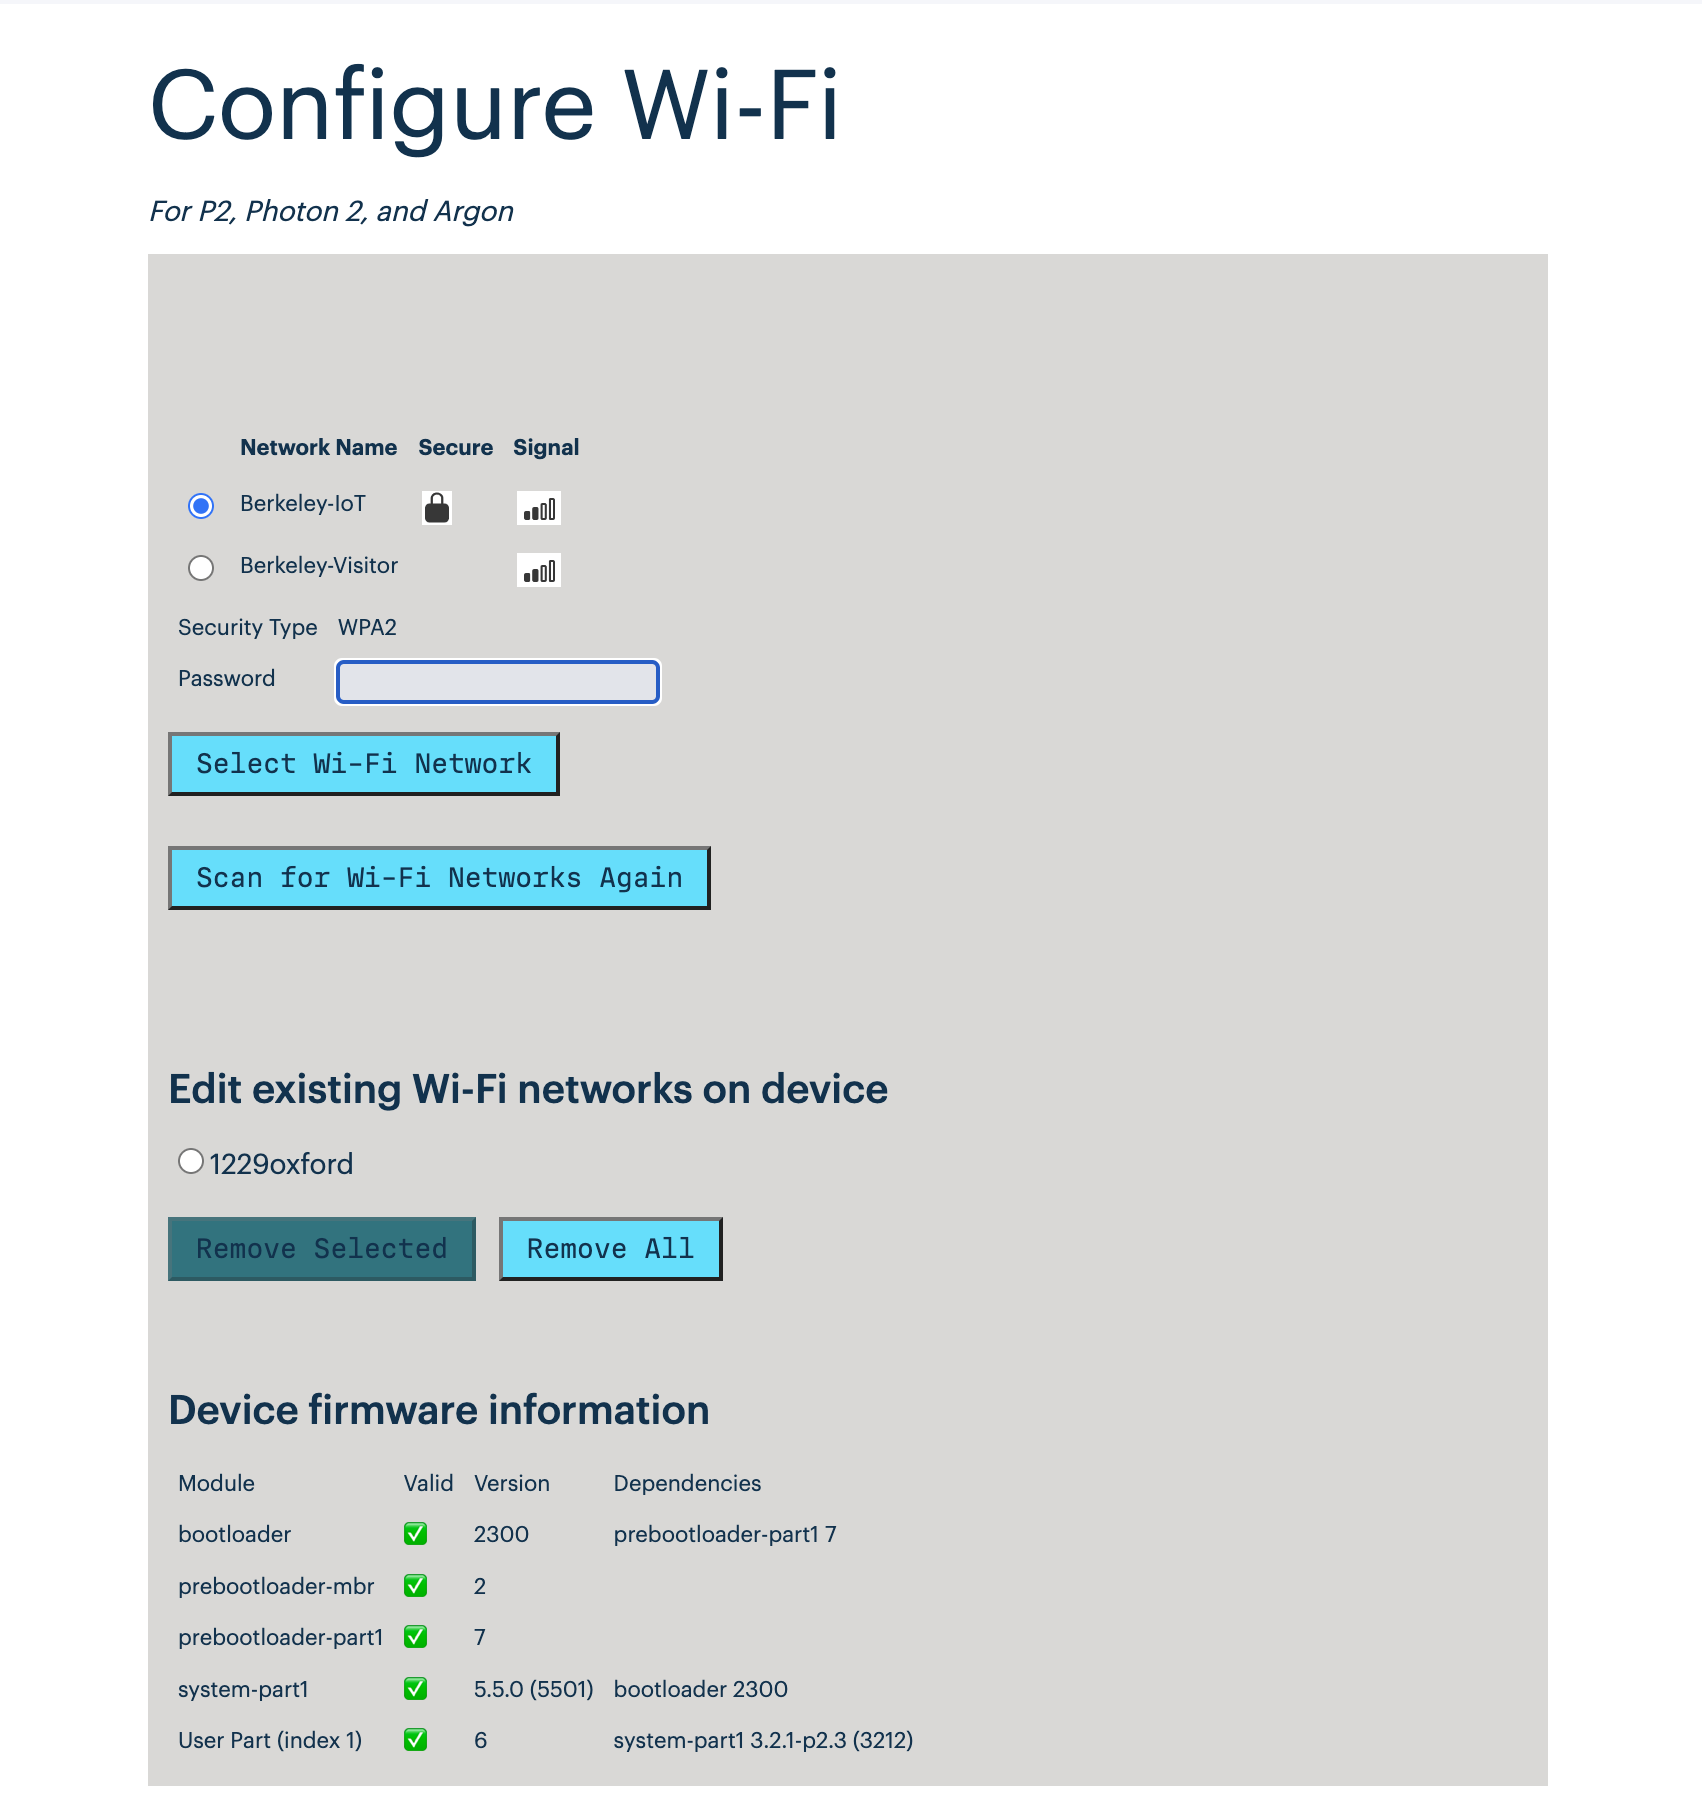 Configure Wi-Fi
For P2, Photon 2, and Argon
Network Name Secure Signal
Berkeley-IoT
Berkeley-Visitor
Security Type WPA2
Password
Select Wi-Fi Network
Scan for Wi-Fi Networks Again
Edit existing Wi-Fi networks on device
1229oxford
Remove Selected Remove All
Device firmware information
Module Valid Version Dependencies
bootloader ✅ 2300 prebootloader-part1 7
prebootloader-mbr ✅ 2
prebootloader-part1 ✅ 7
system-part1 ✅ 5.5.0 (5501) bootloader 2300
User Part (index 1) ✅ 6 system-part1 3.2.1-p2.3 (3212)